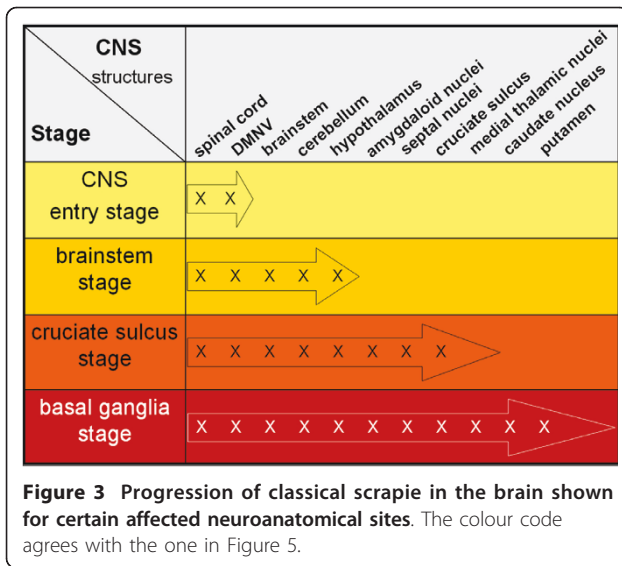 CNS
structures
Stage
spinal cord
DMNV
brainstem
cerebellum
hypothalamus
amygdaloid nuclei
septal nuclei
cruciate sulcus
medial thalamic nuclei
caudate nucleus
putamen
CNS
entry stage
X X
brainstem
stage
X X X X X
cruciate sulcus
stage
X X X X X X X X
basal ganglia
stage
X X X X X X X X X X X
Figure 3 Progression of classical scrapie in the brain shown
for certain affected neuroanatomical sites. The colour code
agrees with the one in Figure 5.